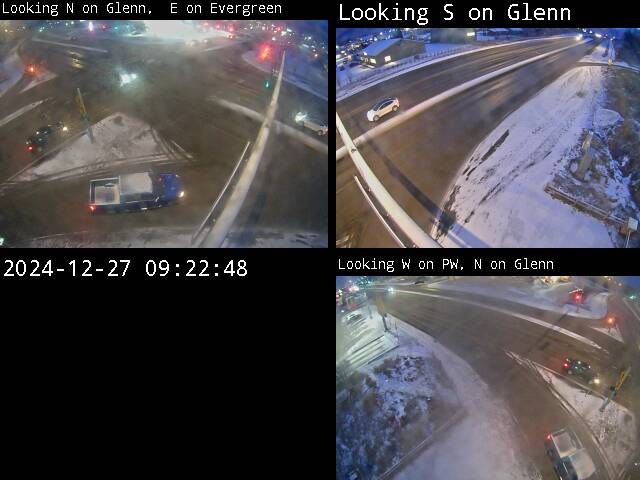 Looking N on Glenn,  E on Evergreen
Looking S on Glenn
2024-12-27 09:22:48
Looking W on PW, N on Glenn